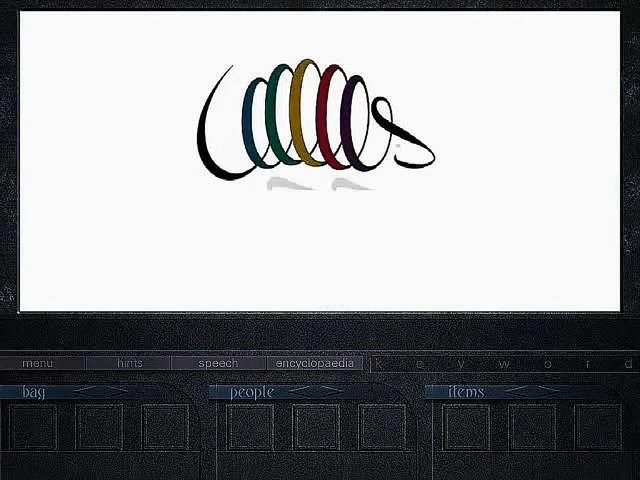 menu hints speech encyclopaedia k e y w o r d
bag people items